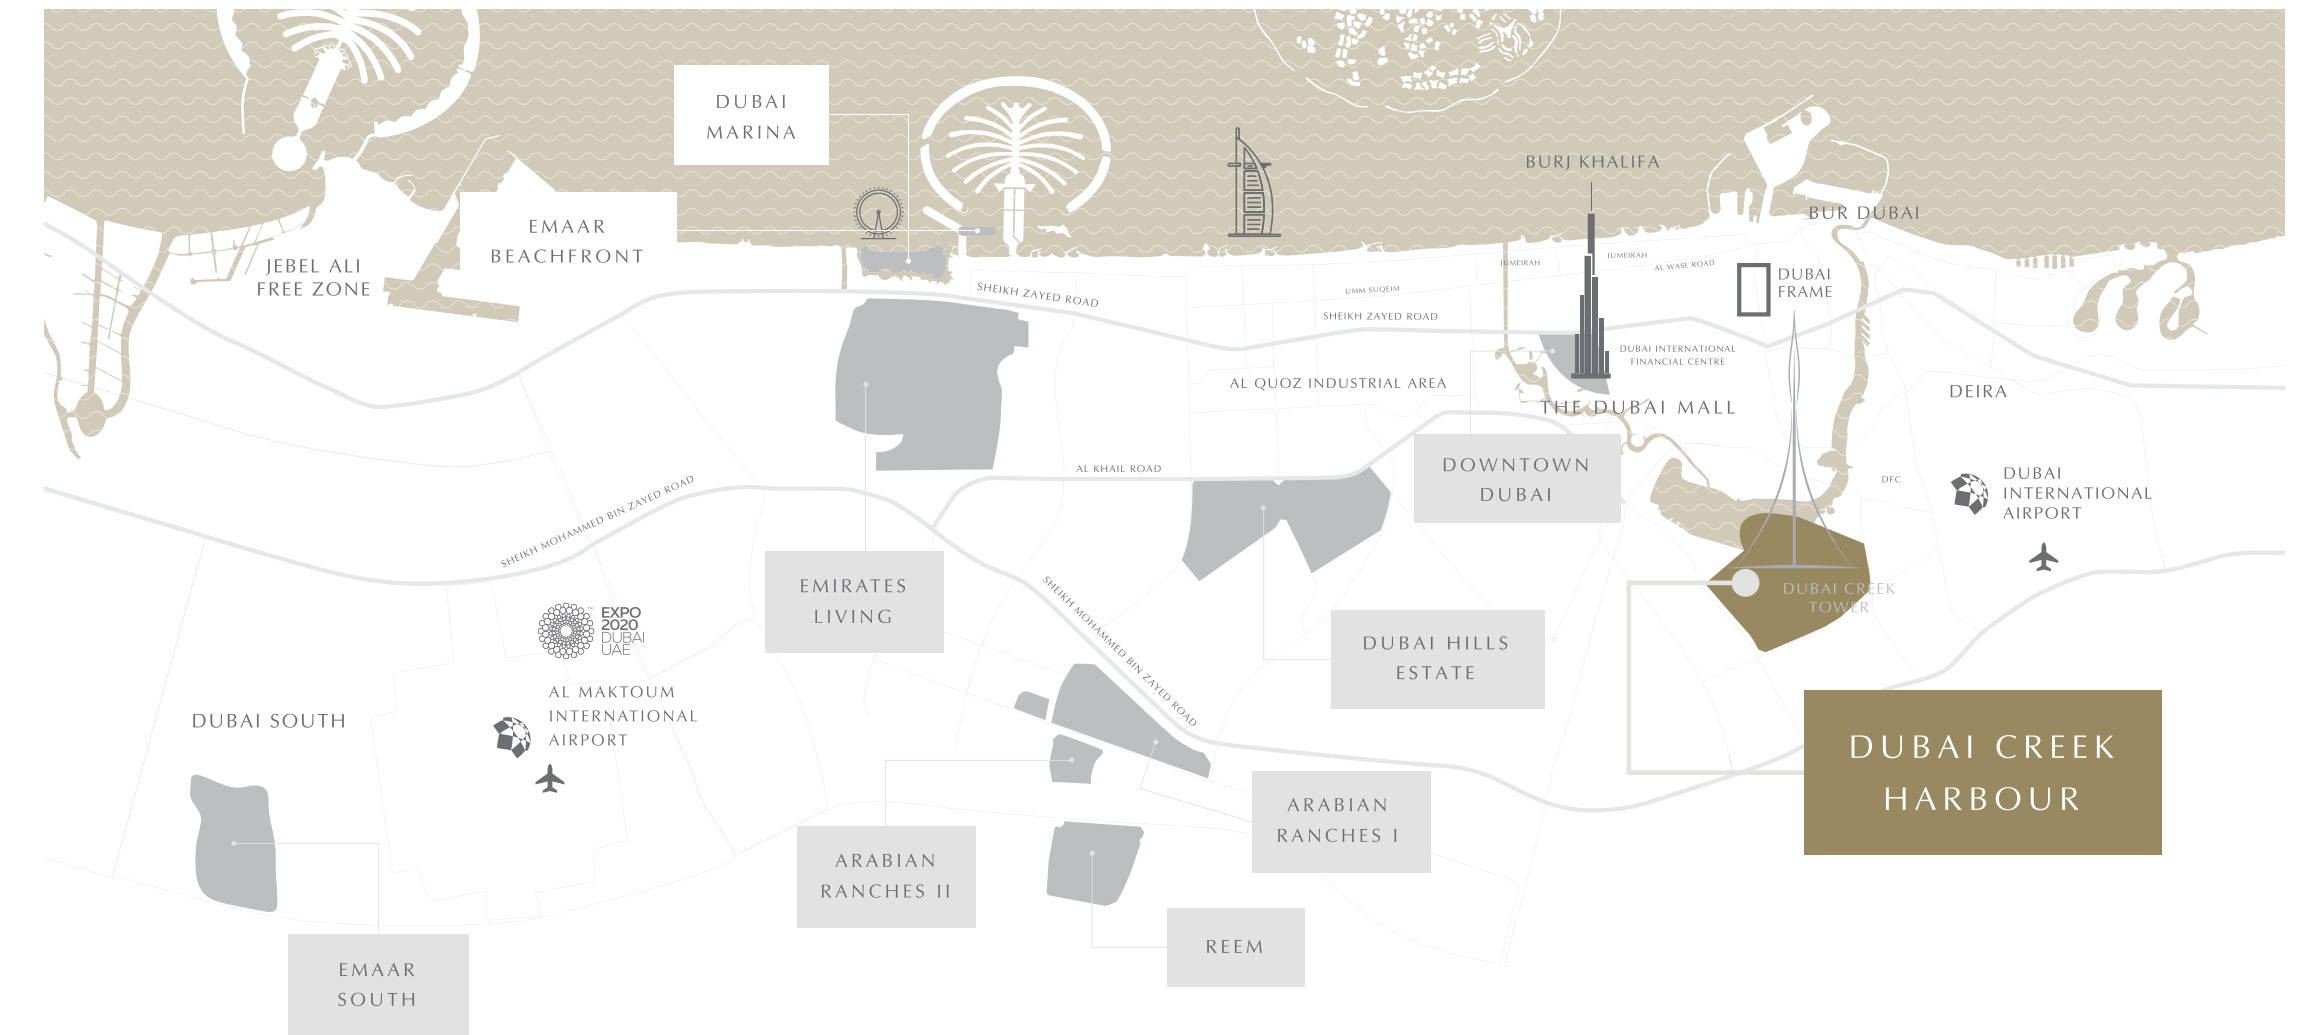 DUBAI
MARINA
BURJ KHALIFA
BUR DUBAI
EMAAR
BEACHFRONT
JEBEL ALI
FREE ZONE
JUMEIRAH
JUMEIRAH
AL WASL ROAD
DUBAI
FRAME
SHEIKH ZAYED ROAD
UMM SUQEIM
SHEIKH ZAYED ROAD
DUBAI INTERNATIONAL
FINANCIAL CENTRE
AL QUOZ INDUSTRIAL AREA
THE DUBAI MALL
DEIRA
AL KHAIL ROAD
DOWNTOWN
DUBAI
DFC
DUBAI
INTERNATIONAL
AIRPORT
SHEIKH MOHAMMED BIN ZAYED ROAD
EMIRATES
LIVING
SHEIKH MOHAMMED BIN ZAYED ROAD
DUBAI CREEK
TOWER
EXPO
2020
DUBAI
UAE
™
DUBAI HILLS
ESTATE
AL MAKTOUM
INTERNATIONAL
AIRPORT
DUBAI SOUTH
DUBAI CREEK
HARBOUR
ARABIAN
RANCHES I
ARABIAN
RANCHES II
REEM
EMAAR
SOUTH